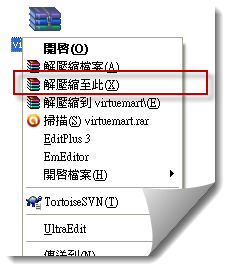 V1
開啟(O)
解壓縮檔案(A)
解壓縮至此(X)
解壓縮到 virtuemart\(E)
掃描(S) virtuemart.rar
EditPlus 3
EmEditor
開啟檔案(H)
TortoiseSVN(T)
UltraEdit
傳送到(N)